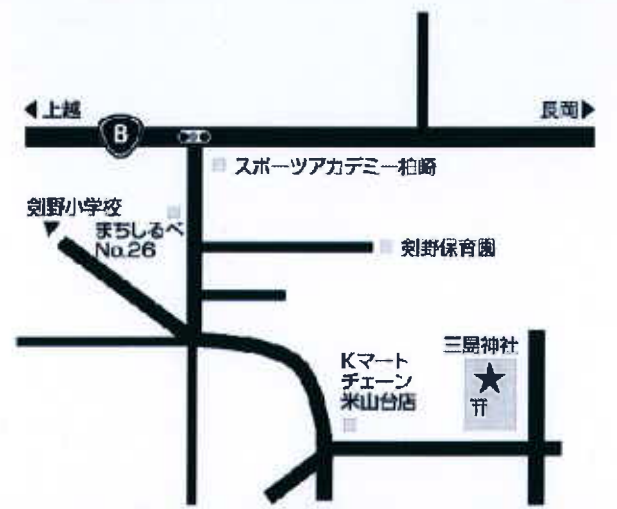 ◀上越
長岡▶
8
スポーツアカデミー柏崎
剣野小学校
まちしるべ
No.26
剣野保育園
Kマート
チェーン
米山台店
三島神社